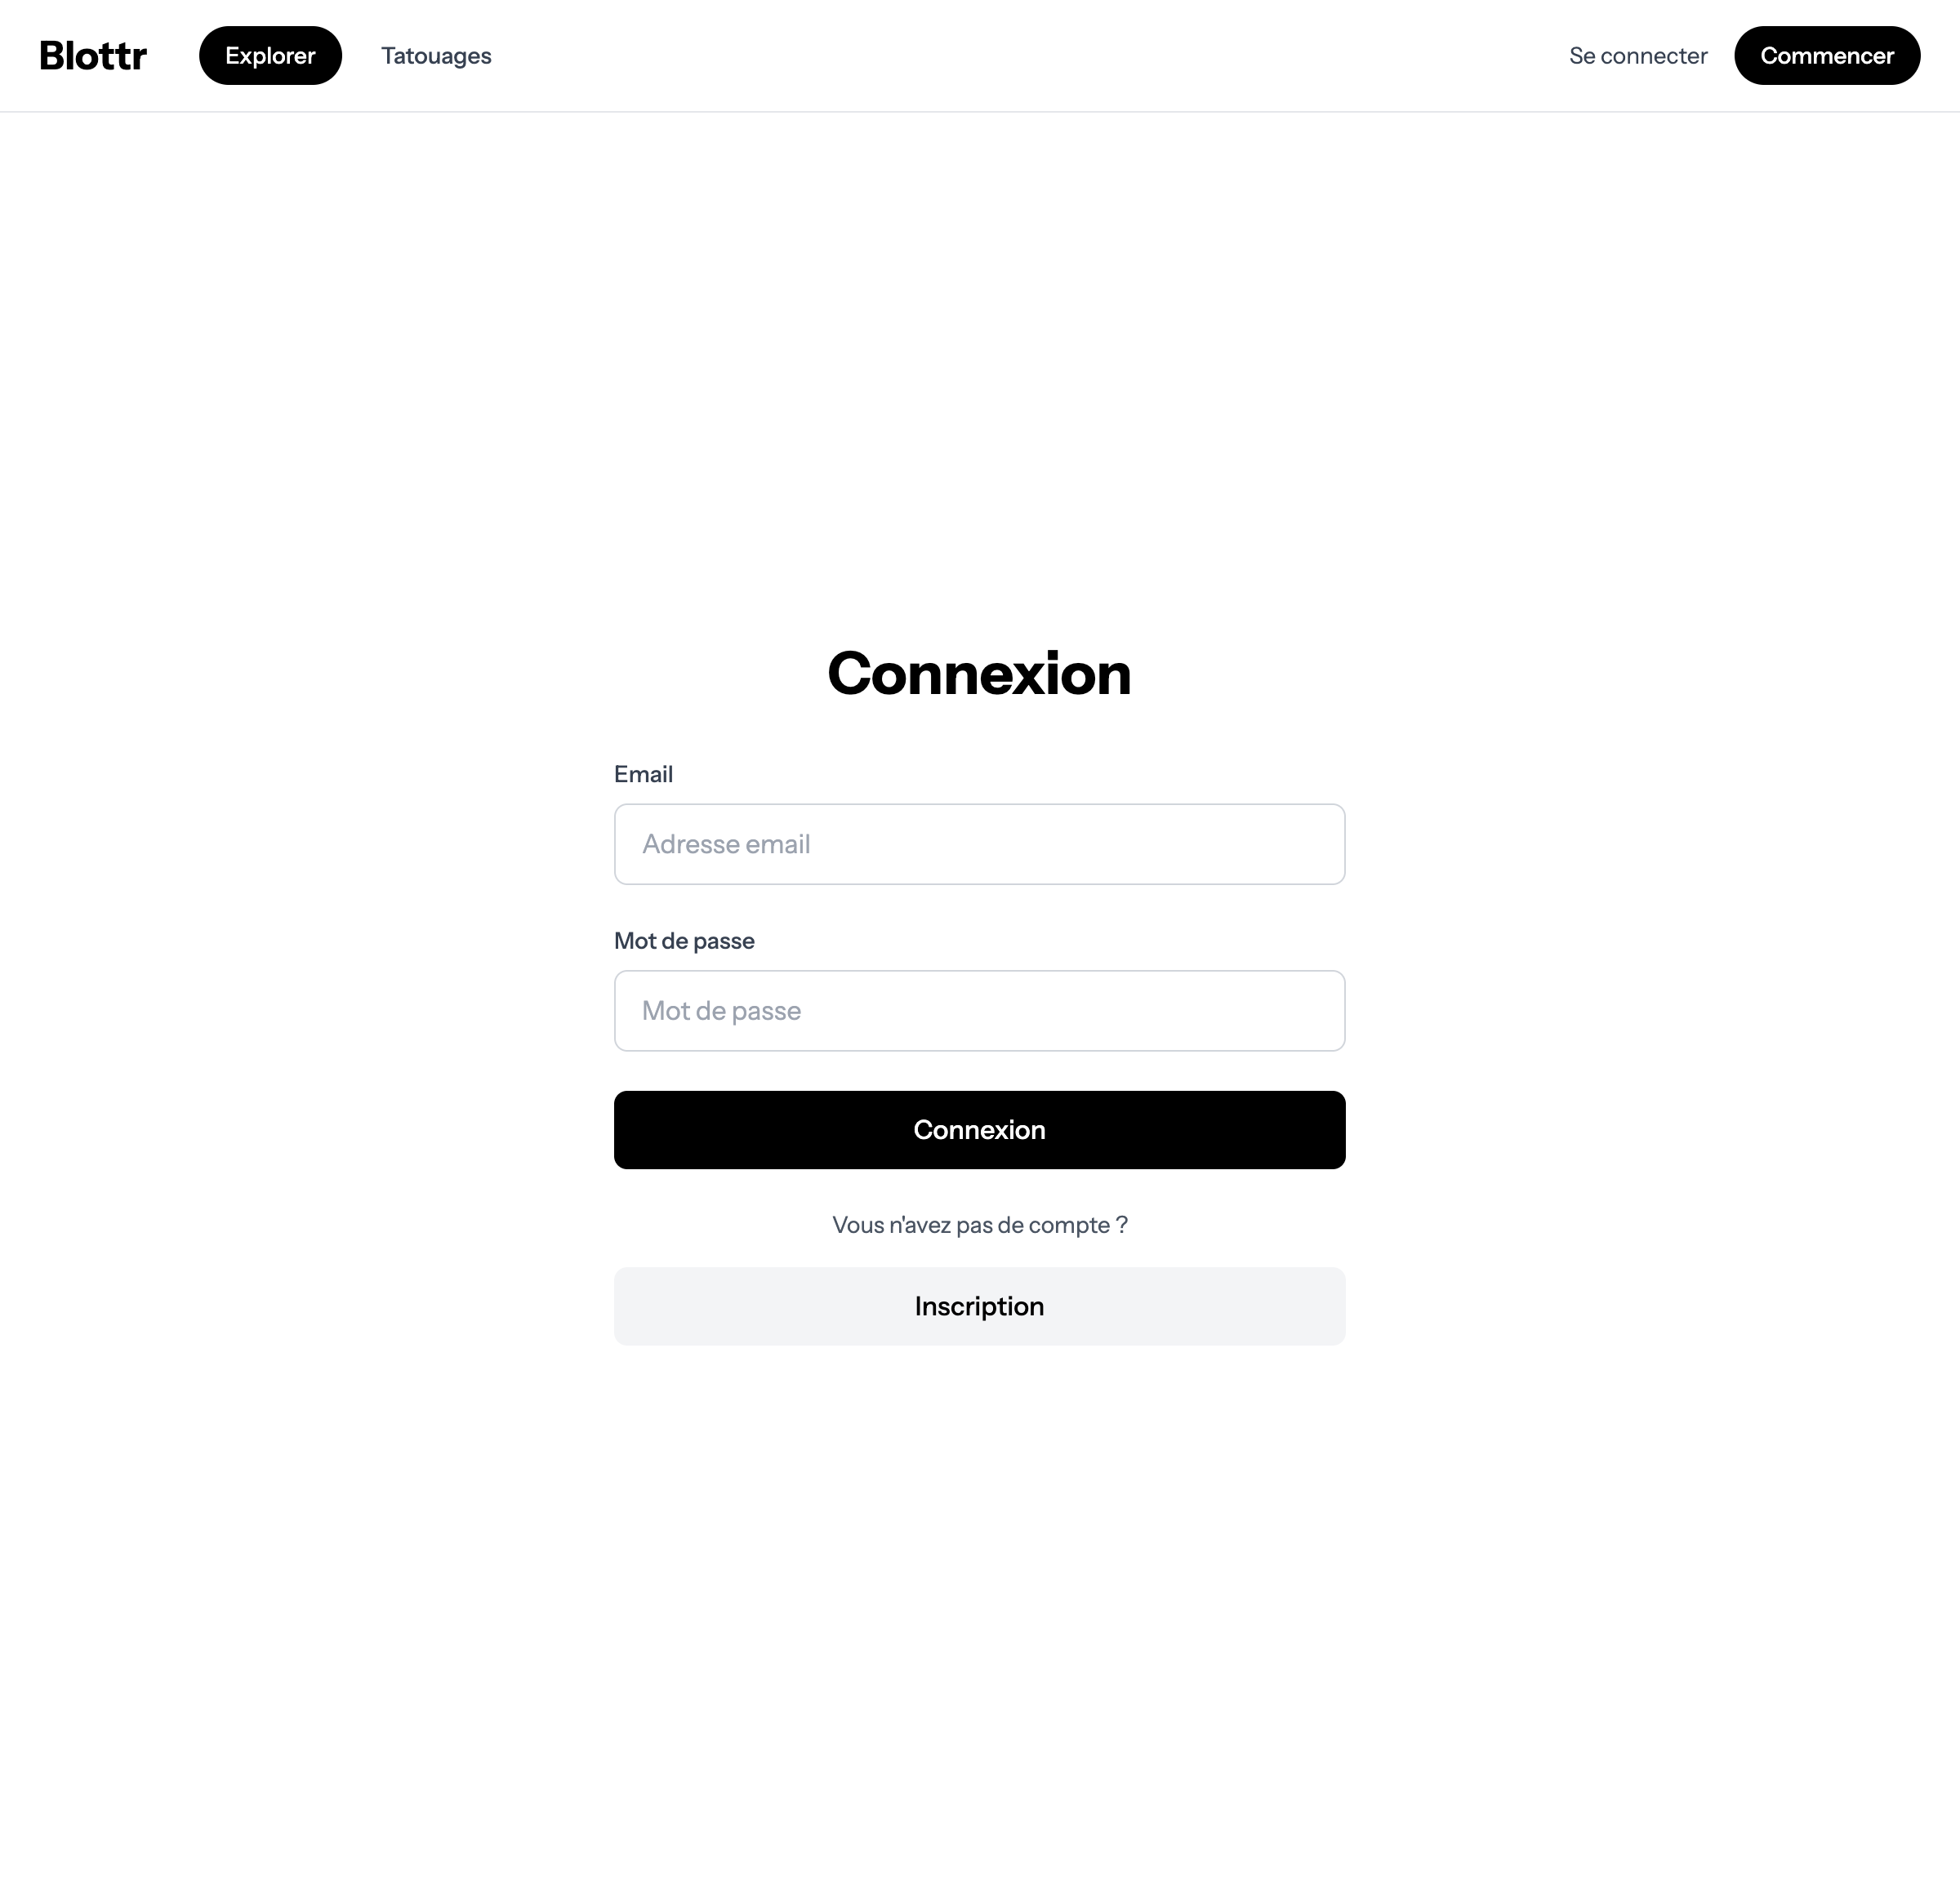 Blottr
Explorer
Tatouages
Se connecter
Commencer
Connexion
Email
Adresse email
Mot de passe
Mot de passe
Connexion
Vous n'avez pas de compte ?
Inscription